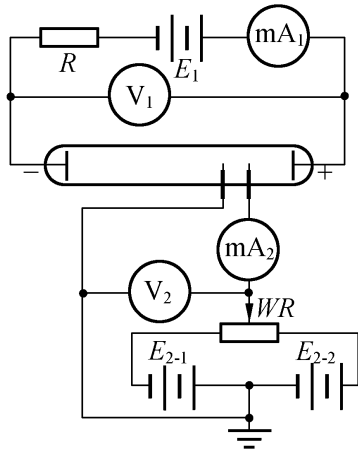 mA₁
R
E₁
V₁
− +
mA₂
V₂
WR
E₂₋₁ E₂₋₂